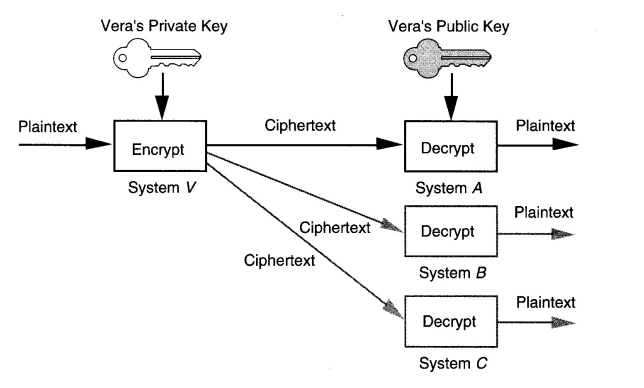 Vera's Private Key
Vera's Public Key
Plaintext
Encrypt
System V
Ciphertext
Decrypt
Plaintext
System A
Ciphertext
Decrypt
Plaintext
System B
Ciphertext
Decrypt
Plaintext
System C